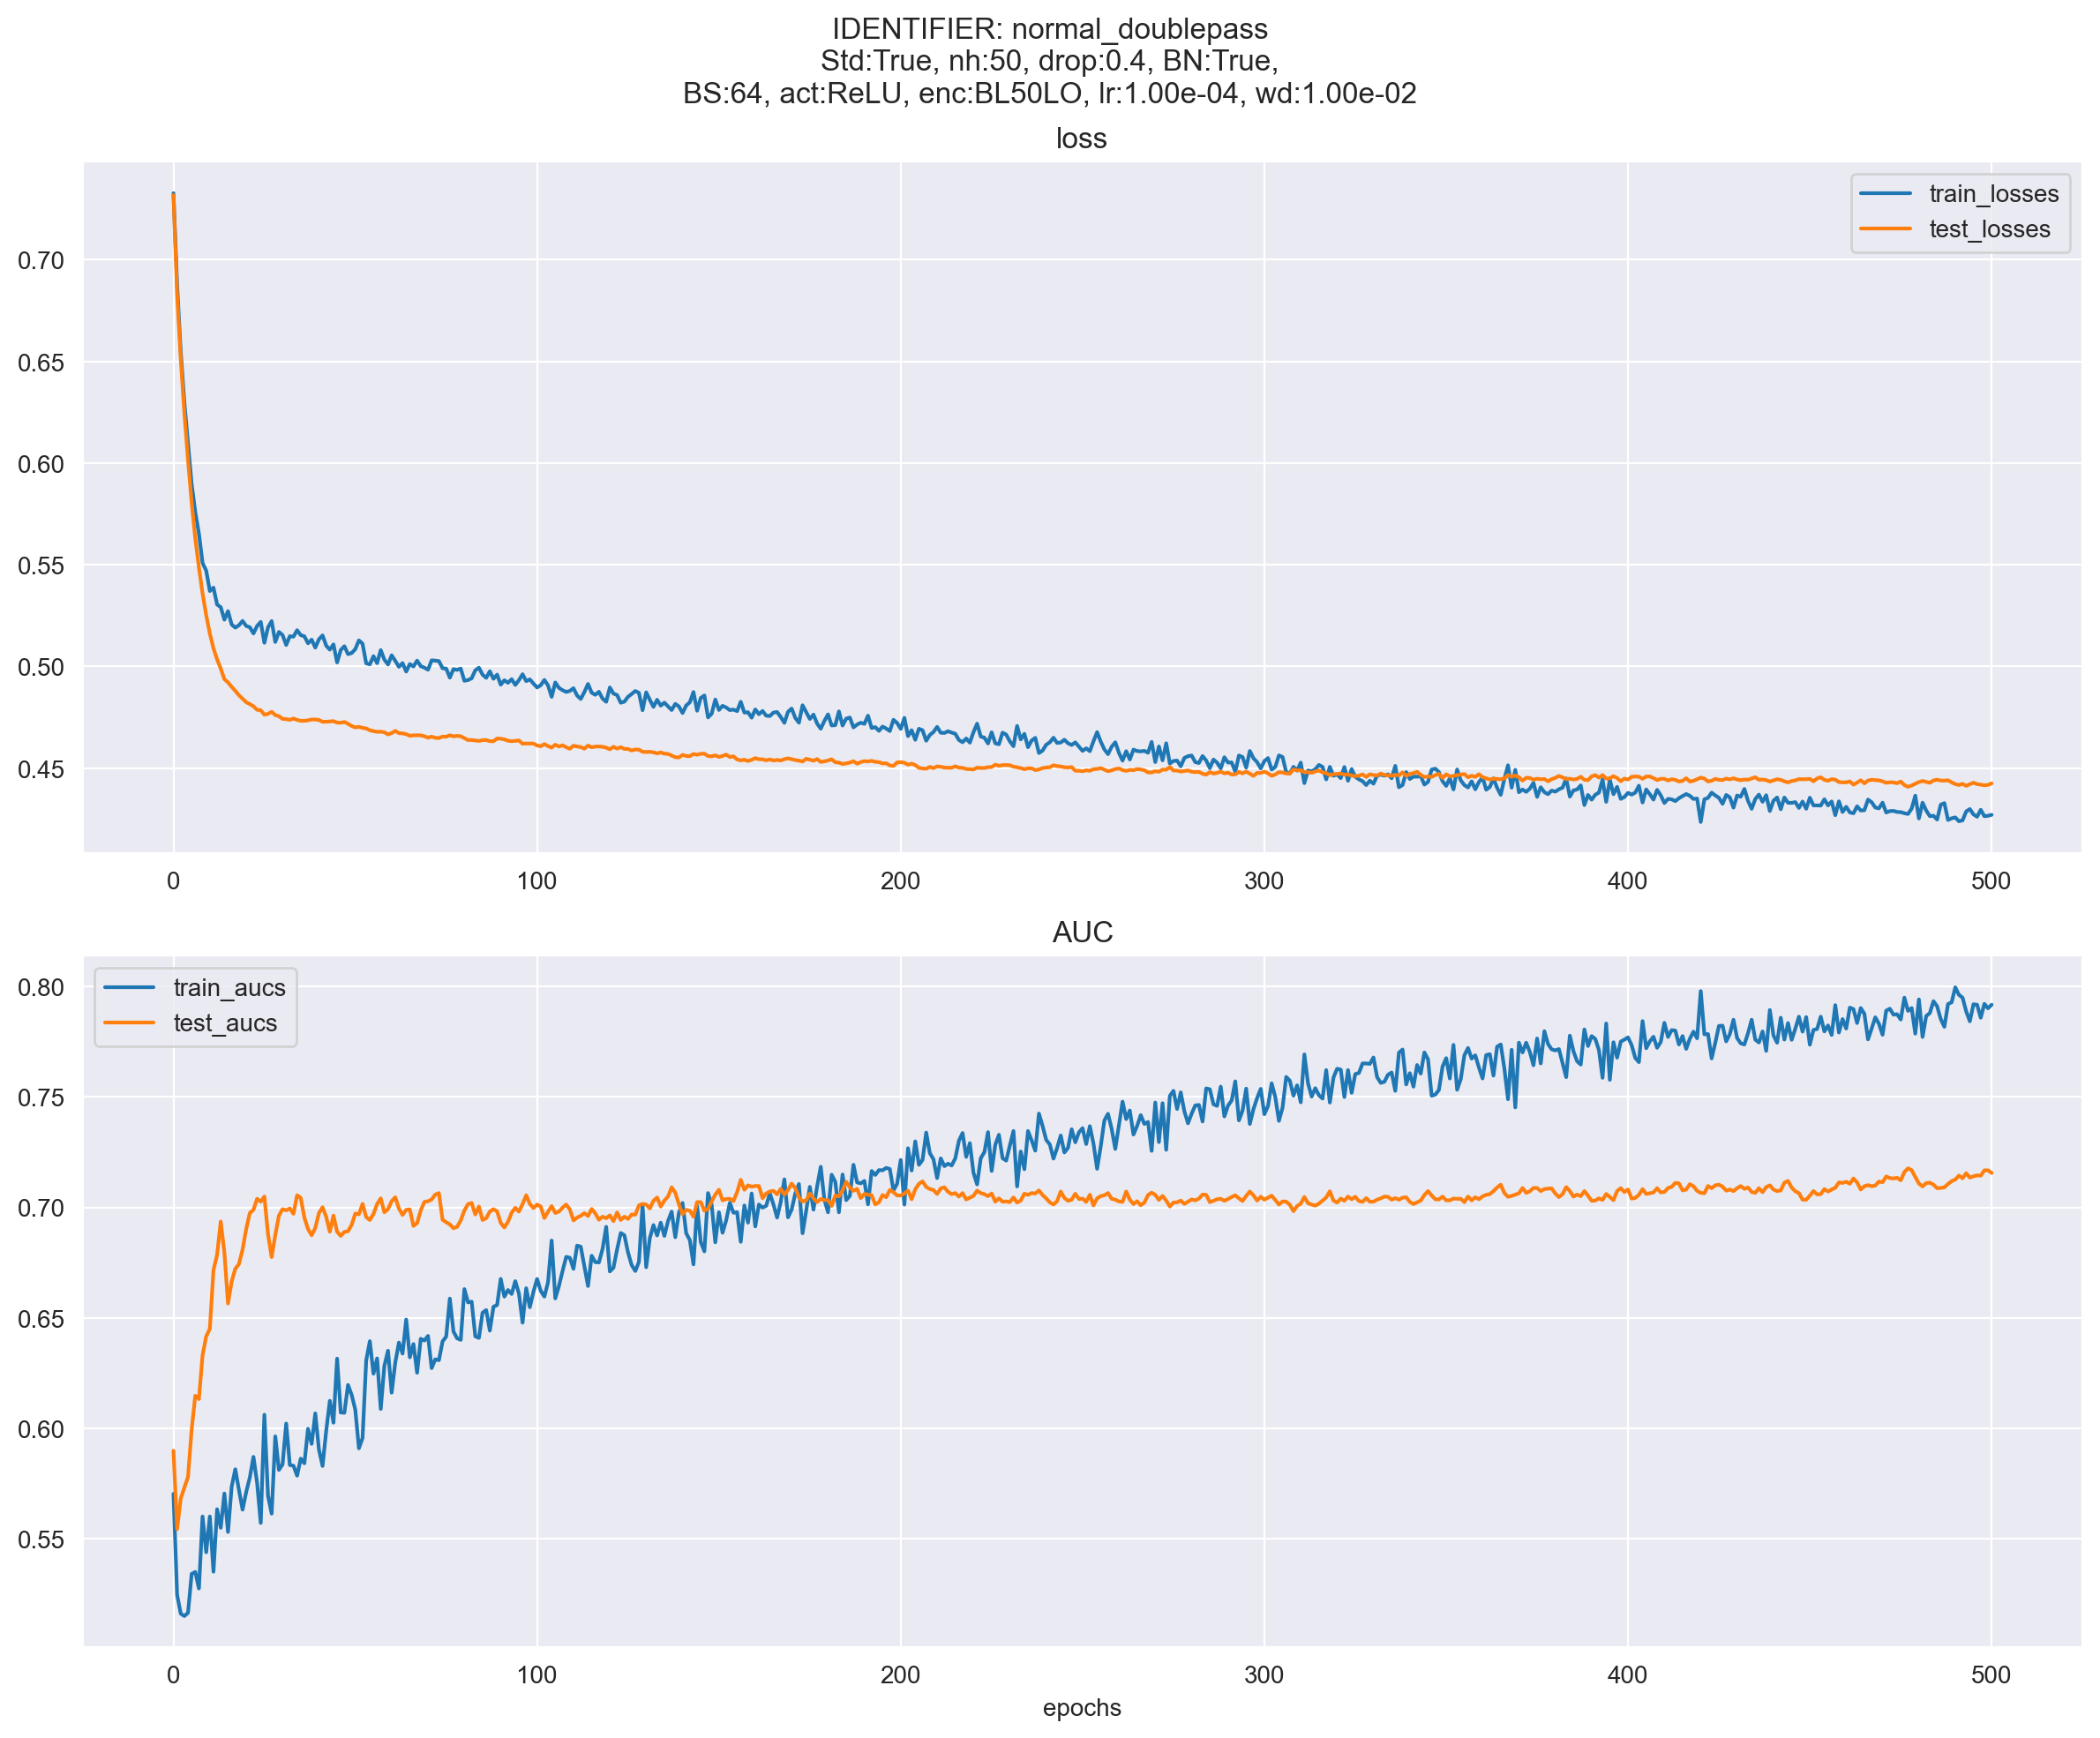 IDENTIFIER: normal_doublepass
Std:True, nh:50, drop:0.4, BN:True,
BS:64, act:ReLU, enc:BL50LO, lr:1.00e-04, wd:1.00e-02
loss
train_losses
test_losses
0.70
0.65
0.60
0.55
0.50
0.45
0 100 200 300 400 500
AUC
train_aucs
test_aucs
0.80
0.75
0.70
0.65
0.60
0.55
0 100 200 300 400 500
epochs